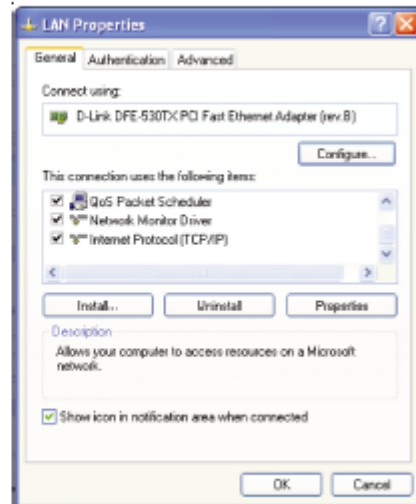 LAN Properties
General Authentication Advanced
Connect using:
D-Link DFE-530TX PCI Fast Ethernet Adapter (rev.B)
Configure...
This connection uses the following items:
QoS Packet Scheduler
Network Monitor Driver
Internet Protocol (TCP/IP)
Install... Uninstall Properties
Description
Allows your computer to access resources on a Microsoft
network.
Show icon in notification area when connected
OK Cancel